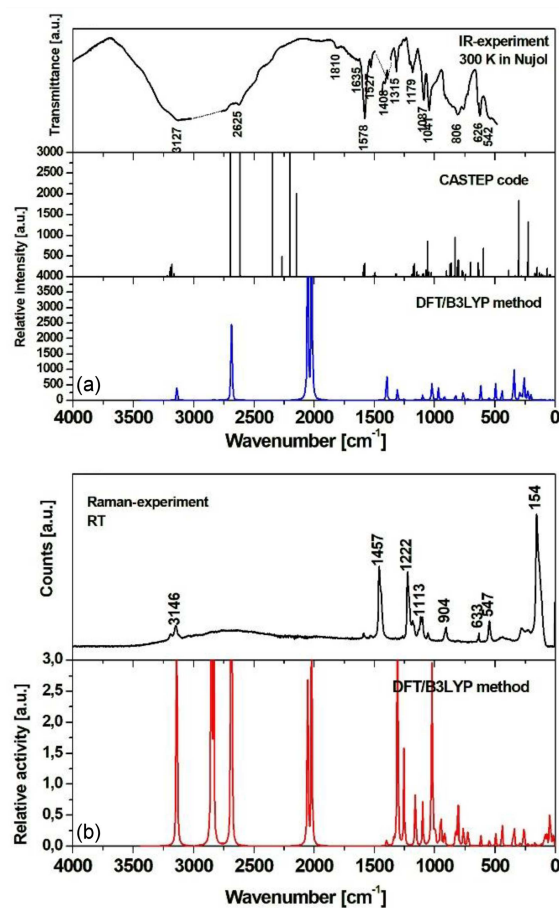 Transmittance [a.u.]
IR-experiment
300 K in Nujol
3127
2625
1810
1635
1578
1527
1408
1315
1179
1087
1041
806
626
542
Relative intensity [a.u.]
3000
2500
2000
1500
1000
500
4000
CASTEP code
3500
3000
2500
2000
1500
1000
500
0
DFT/B3LYP method
(a)
4000 3500 3000 2500 2000 1500 1000 500 0
Wavenumber [cm-1]
Counts [a.u.]
Raman-experiment
RT
3146
1457
1222
1113
904
633
547
154
Relative activity [a.u.]
3,0
2,5
2,0
1,5
1,0
0,5
0,0
DFT/B3LYP method
(b)
4000 3500 3000 2500 2000 1500 1000 500 0
Wavenumber [cm-1]